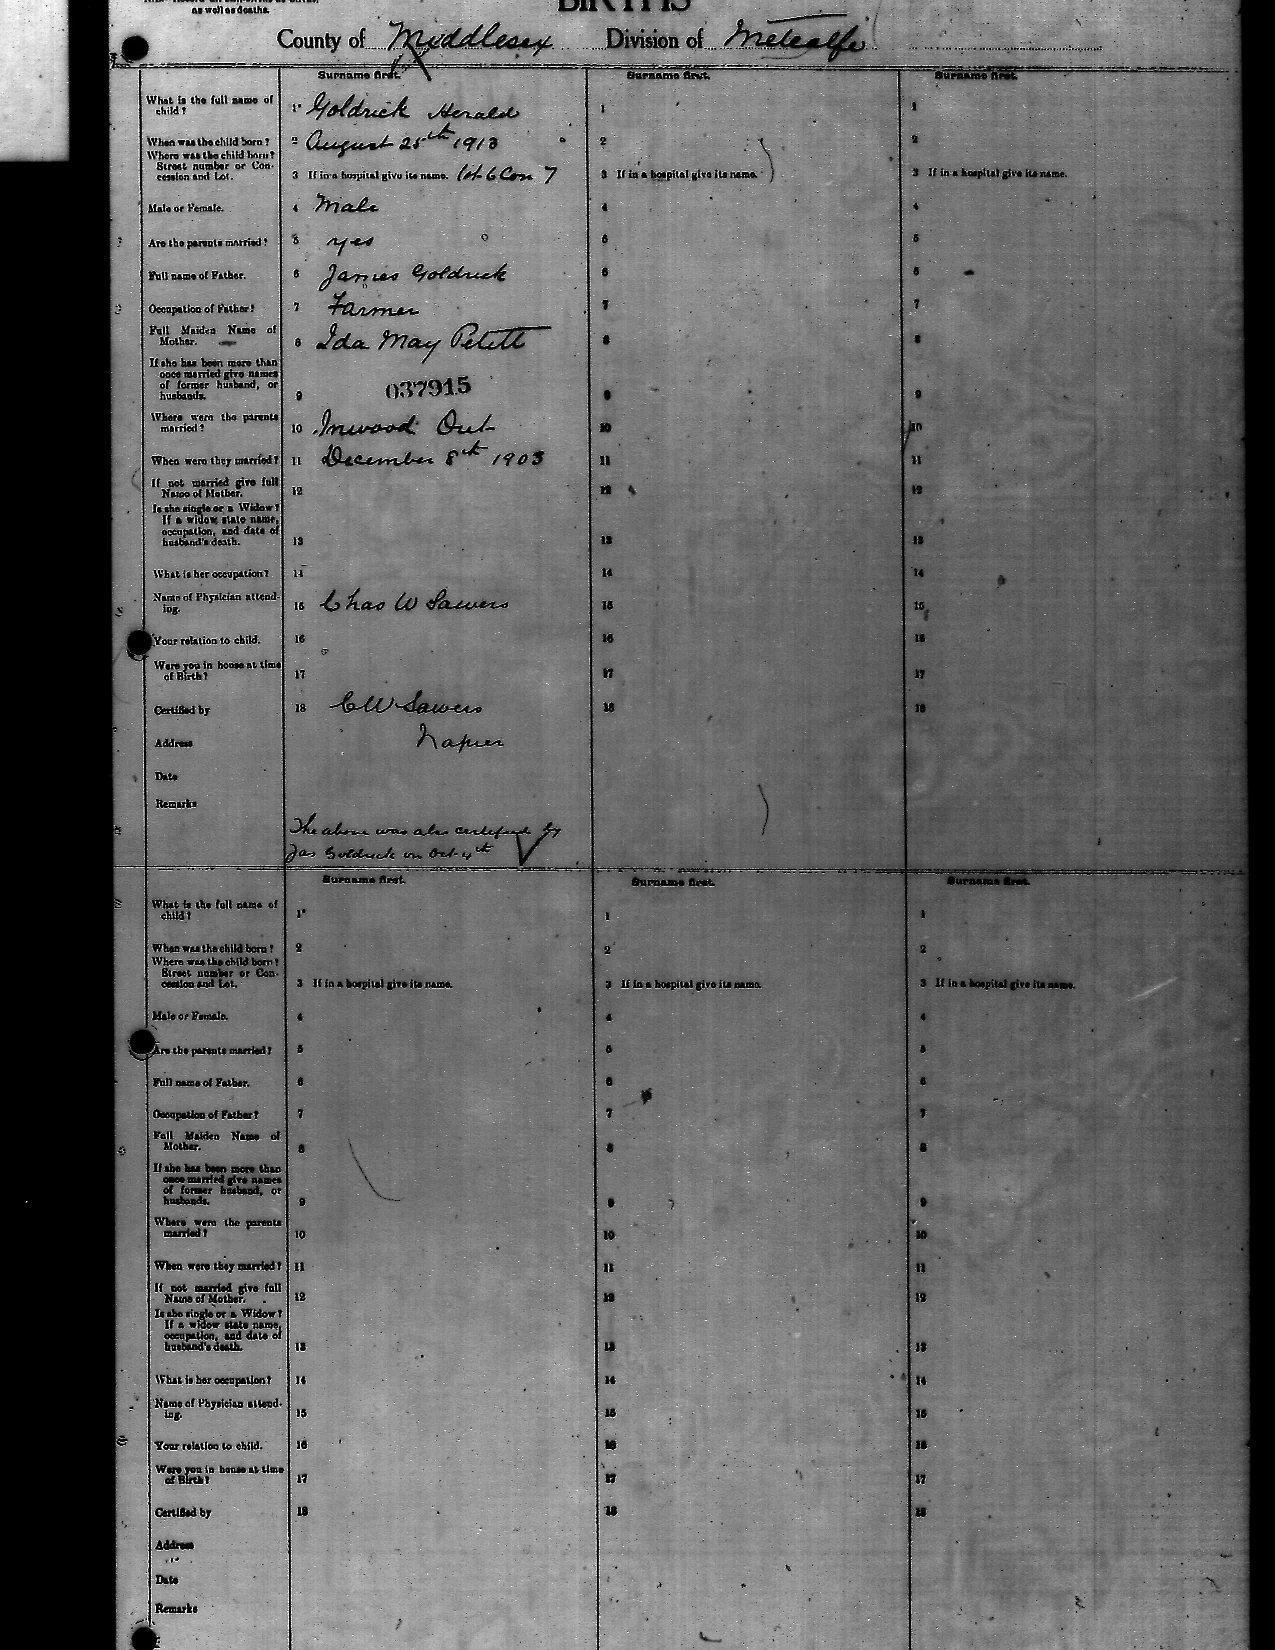 as well as deaths.
BIRTHS
County of Middlesex Division of Metcalfe
Surname first. Surname first. Surname first.
What is the full name of child? 1 Goldrick Herald 1 1
When was the child born? 2 August 25th 1913 2 2
Where was the child born?
Street number or Con-
cession and Lot. 3 If in a hospital give its name. lot 6 Con 7 3 If in a hospital give its name. 3 If in a hospital give its name.
Male or Female. 4 Male 4 4
Are the parents married? 5 yes 5 5
Full name of Father. 6 James Goldrick 6 6
Occupation of Father? 7 Farmer 7 7
Full Maiden Name of
Mother. 8 Ida May Petett 8 8
If she has been more than
once married give names
of former husband, or
husbands. 9 037915 9 9
Where were the parents
married? 10 Inwood Ont 10 10
When were they married? 11 December 8th 1903 11 11
If not married give full
Name of Mother. 12 12 12
Is she single or a Widow?
If a widow state name,
occupation, and date of
husband's death. 13 13 13
What is her occupation? 14 14 14
Name of Physician attend-
ing. 15 Chas W Sawers 15 15
Your relation to child. 16 16 16
Were you in house at time
of Birth? 17 17 17
Certified by 18 C W Sawers 18 18
Address Napier
Date
Remarks
The above was also certified by
Jas Goldrick on Oct 4th
Surname first. Surname first. Surname first.
What is the full name of
child? 1 1 1
When was the child born? 2 2 2
Where was the child born?
Street number or Con-
cession and Lot. 3 If in a hospital give its name. 3 If in a hospital give its name. 3 If in a hospital give its name.
Male or Female. 4 4 4
Are the parents married? 5 5 5
Full name of Father. 6 6 6
Occupation of Father? 7 7 7
Full Maiden Name of
Mother. 8 8 8
If she has been more than
once married give names
of former husband, or
husbands. 9 9 9
Where were the parents
married? 10 10 10
When were they married? 11 11 11
If not married give full
Name of Mother. 12 12 12
Is she single or a Widow?
If a widow state name,
occupation, and date of
husband's death. 13 13 13
What is her occupation? 14 14 14
Name of Physician attend-
ing. 15 15 15
Your relation to child. 16 16 16
Were you in house at time
of Birth? 17 17 17
Certified by 18 18 18
Address
Date
Remarks